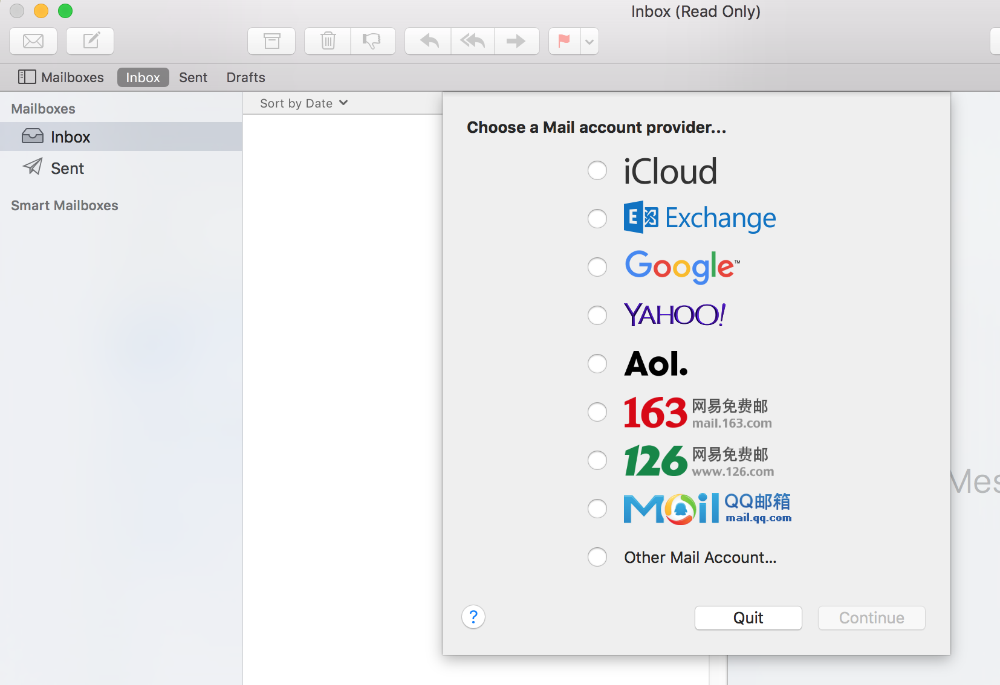 Inbox (Read Only)
Mailboxes Inbox Sent Drafts
Mailboxes
Inbox
Sent
Smart Mailboxes
Sort by Date
Choose a Mail account provider...
iCloud
E Exchange
Google™
YAHOO!
Aol.
163 网易免费邮
mail.163.com
126 网易免费邮
www.126.com
Mail QQ邮箱
mail.qq.com
Other Mail Account...
? Quit Continue
Mes